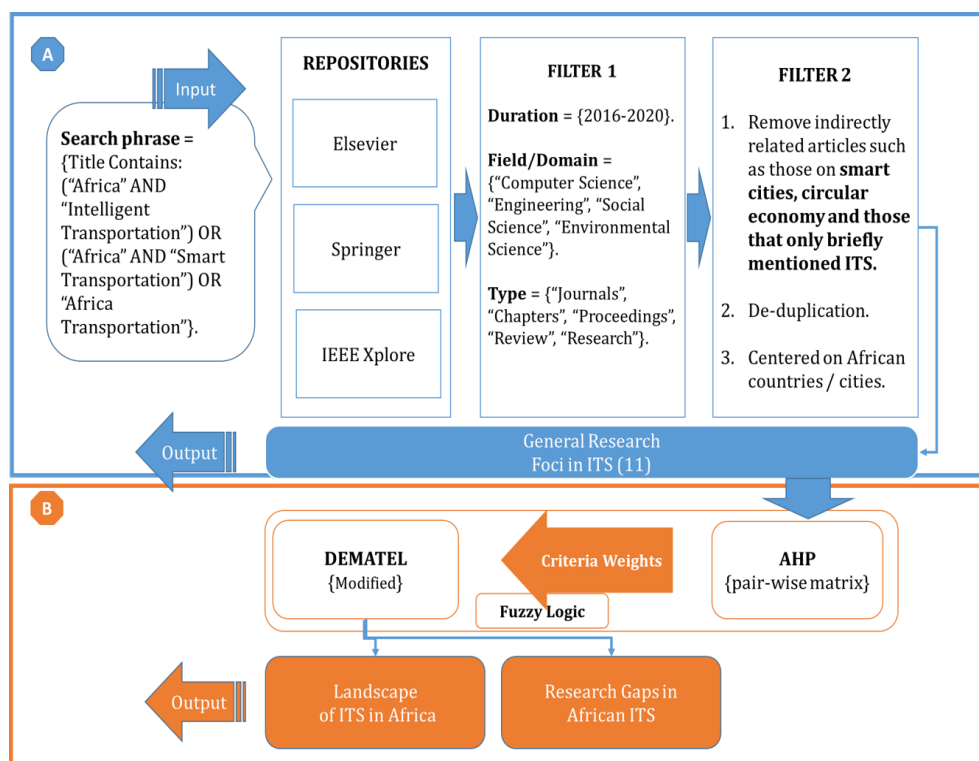 A
Input
Search phrase =
{Title Contains:
(“Africa” AND
“Intelligent
Transportation”) OR
(“Africa” AND “Smart
Transportation”) OR
“Africa
Transportation”}.
REPOSITORIES
Elsevier
Springer
IEEE Xplore
FILTER 1
Duration = {2016-2020}.
Field/Domain =
{“Computer Science”,
“Engineering”, “Social
Science”, “Environmental
Science”}.
Type = {“Journals”,
“Chapters”, “Proceedings”,
“Review”, “Research”}.
FILTER 2
1. Remove indirectly
related articles such
as those on smart
cities, circular
economy and those
that only briefly
mentioned ITS.
2. De-duplication.
3. Centered on African
countries / cities.
Output
General Research
Foci in ITS (11)
B
DEMATEL
{Modified}
Criteria Weights
Fuzzy Logic
AHP
{pair-wise matrix}
Output
Landscape
of ITS in Africa
Research Gaps in
African ITS